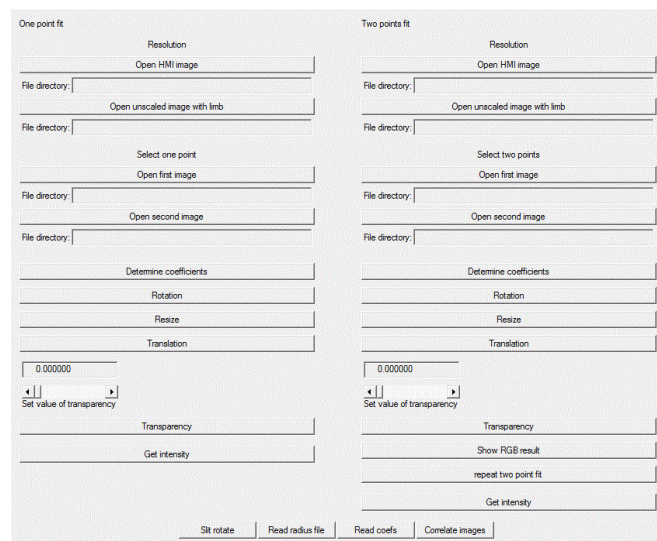 One point fit
Resolution
Open HMI image
File directory:
Open unscaled image with limb
File directory:
Select one point
Open first image
File directory:
Open second image
File directory:
Determine coefficients
Rotation
Resize
Translation
0.000000
Set value of transparency
Transparency
Get intensity
Two points fit
Resolution
Open HMI image
File directory:
Open unscaled image with limb
File directory:
Select two points
Open first image
File directory:
Open second image
File directory:
Determine coefficients
Rotation
Resize
Translation
0.000000
Set value of transparency
Transparency
Show RGB result
repeat two point fit
Get intensity
Slit rotate Read radius file Read coefs Correlate images